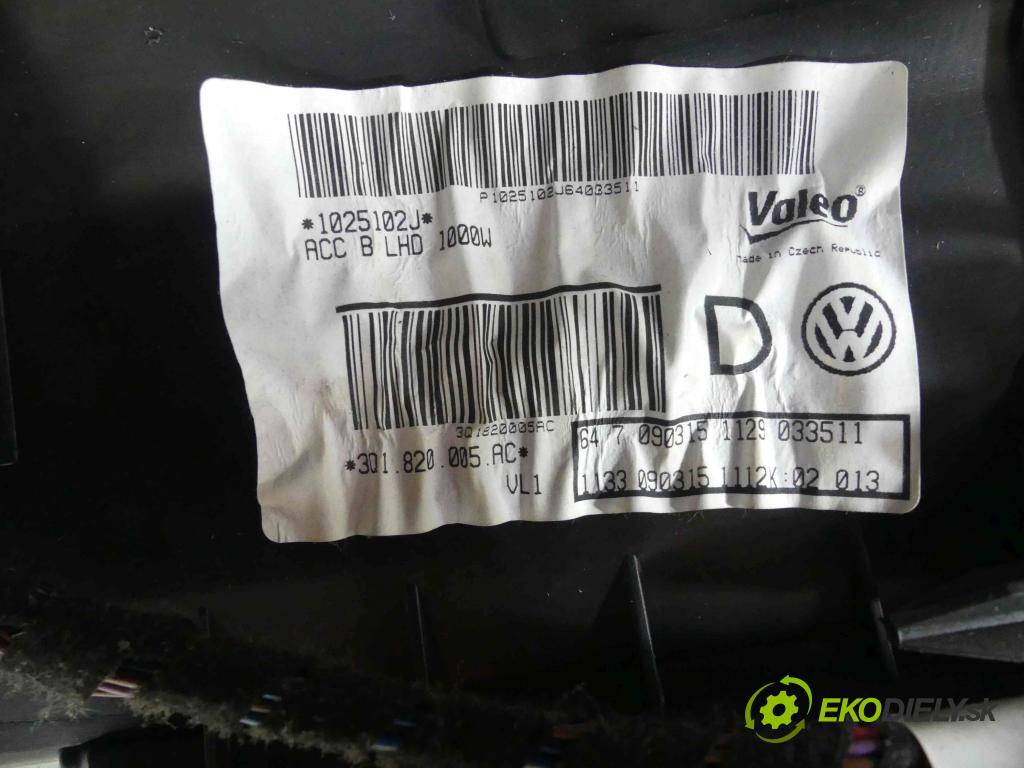 P1025102J64033511
*1025102J*
ACC B LHD 1000W
Valeo®
Made in Czech Republic
D
VW
3Q1820005AC
*3Q1.820.005.AC*
VL1
64 7 090315 1129 033511
1133 090315 1112K:02 013
EKODIELY.sk